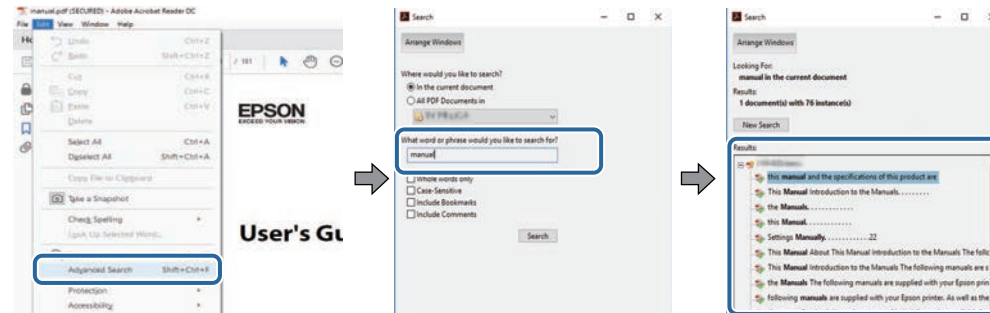 manual.pdf (SECURED) - Adobe Acrobat Reader DC
File Edit View Window Help
Undo Ctrl+Z
Redo Shift+Ctrl+Z
Cut Ctrl+X
Copy Ctrl+C
Paste Ctrl+V
Delete
Select All Ctrl+A
Deselect All Shift+Ctrl+A
Copy File to Clipboard
Take a Snapshot
Check Spelling
Look Up Selected Word...
Advanced Search Shift+Ctrl+F
Protection
Accessibility
/ 181
EPSON
EXCEED YOUR VISION
User's Gu
Search
Arrange Windows
Where would you like to search?
In the current document
All PDF Documents in
What word or phrase would you like to search for?
manual
Whole words only
Case-Sensitive
Include Bookmarks
Include Comments
Search
Search
Arrange Windows
Looking For:
manual in the current document
Results:
1 document(s) with 76 instance(s)
New Search
Results:
this manual and the specifications of this product are
This Manual Introduction to the Manuals. . . . . . . . .
the Manuals. . . . . . . . . . . . .
this Manual. . . . . . . . . . . .
Settings Manually. . . . . . . . . . . . 22
This Manual About This Manual Introduction to the Manuals The follo
This Manual Introduction to the Manuals The following manuals are s
the Manuals The following manuals are supplied with your Epson prin
following manuals are supplied with your Epson printer. As well as the